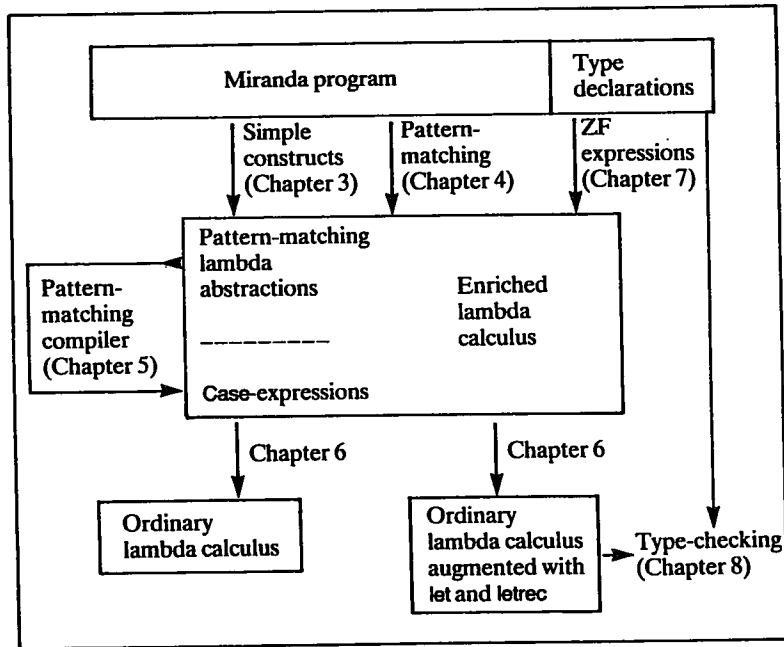 Miranda program
Type
declarations
Simple
constructs
(Chapter 3)
Pattern-
matching
(Chapter 4)
ZF
expressions
(Chapter 7)
Pattern-matching
lambda
abstractions
Enriched
lambda
calculus
Pattern-
matching
compiler
(Chapter 5)
Case-expressions
Chapter 6
Chapter 6
Ordinary
lambda calculus
Ordinary
lambda calculus
augmented with
let and letrec
Type-checking
(Chapter 8)